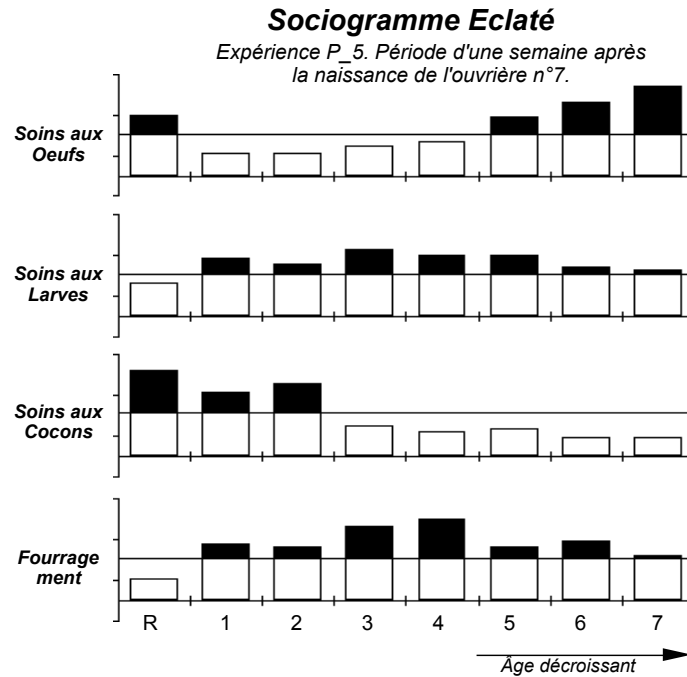 Sociogramme Eclaté
Expérience P_5. Période d'une semaine après
la naissance de l'ouvrière n°7.
Soins aux
Oeufs
Soins aux
Larves
Soins aux
Cocons
Fourrage
ment
R 1 2 3 4 5 6 7
Âge décroissant